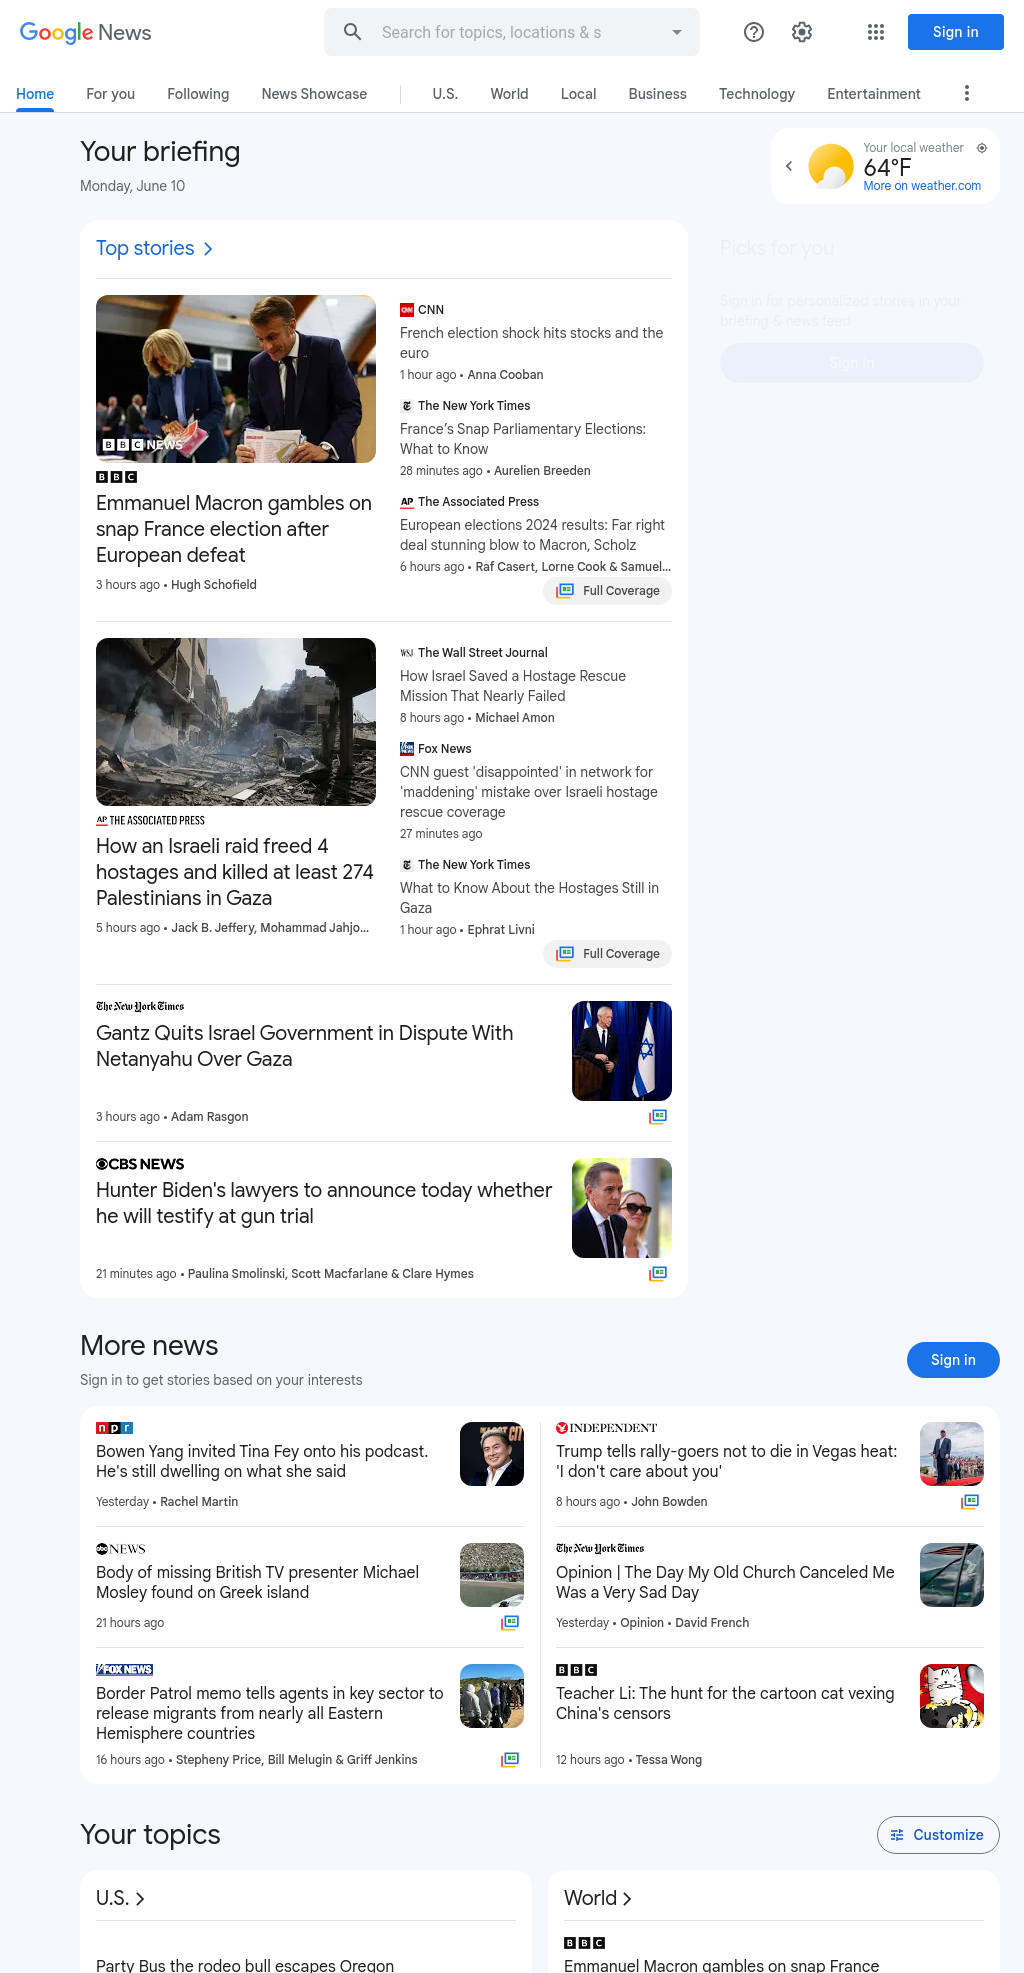 Google News
Search for topics, locations & s
Sign in
Home
For you
Following
News Showcase
U.S.
World
Local
Business
Technology
Entertainment
Your briefing
Monday, June 10
Your local weather
64°F
More on weather.com
Top stories
Picks for you
Sign in for personalized stories in your
briefing & news feed
Sign in
BBC NEWS
BBC
Emmanuel Macron gambles on
snap France election after
European defeat
3 hours ago • Hugh Schofield
CNN
French election shock hits stocks and the
euro
1 hour ago • Anna Cooban
The New York Times
France’s Snap Parliamentary Elections:
What to Know
28 minutes ago • Aurelien Breeden
AP The Associated Press
European elections 2024 results: Far right
deal stunning blow to Macron, Scholz
6 hours ago • Raf Casert, Lorne Cook & Samuel...
Full Coverage
AP THE ASSOCIATED PRESS
How an Israeli raid freed 4
hostages and killed at least 274
Palestinians in Gaza
5 hours ago • Jack B. Jeffery, Mohammad Jahjo...
WSJ The Wall Street Journal
How Israel Saved a Hostage Rescue
Mission That Nearly Failed
8 hours ago • Michael Amon
Fox News
CNN guest 'disappointed' in network for
'maddening' mistake over Israeli hostage
rescue coverage
27 minutes ago
The New York Times
What to Know About the Hostages Still in
Gaza
1 hour ago • Ephrat Livni
Full Coverage
The New York Times
Gantz Quits Israel Government in Dispute With
Netanyahu Over Gaza
3 hours ago • Adam Rasgon
CBS NEWS
Hunter Biden's lawyers to announce today whether
he will testify at gun trial
21 minutes ago • Paulina Smolinski, Scott Macfarlane & Clare Hymes
More news
Sign in to get stories based on your interests
Sign in
npr
Bowen Yang invited Tina Fey onto his podcast.
He's still dwelling on what she said
Yesterday • Rachel Martin
INDEPENDENT
Trump tells rally-goers not to die in Vegas heat:
'I don't care about you'
8 hours ago • John Bowden
abc NEWS
Body of missing British TV presenter Michael
Mosley found on Greek island
21 hours ago
The New York Times
Opinion | The Day My Old Church Canceled Me
Was a Very Sad Day
Yesterday • Opinion • David French
FOX NEWS
Border Patrol memo tells agents in key sector to
release migrants from nearly all Eastern
Hemisphere countries
16 hours ago • Stepheny Price, Bill Melugin & Griff Jenkins
BBC
Teacher Li: The hunt for the cartoon cat vexing
China's censors
12 hours ago • Tessa Wong
Your topics
Customize
U.S.
Party Bus the rodeo bull escapes Oregon
World
BBC
Emmanuel Macron gambles on snap France